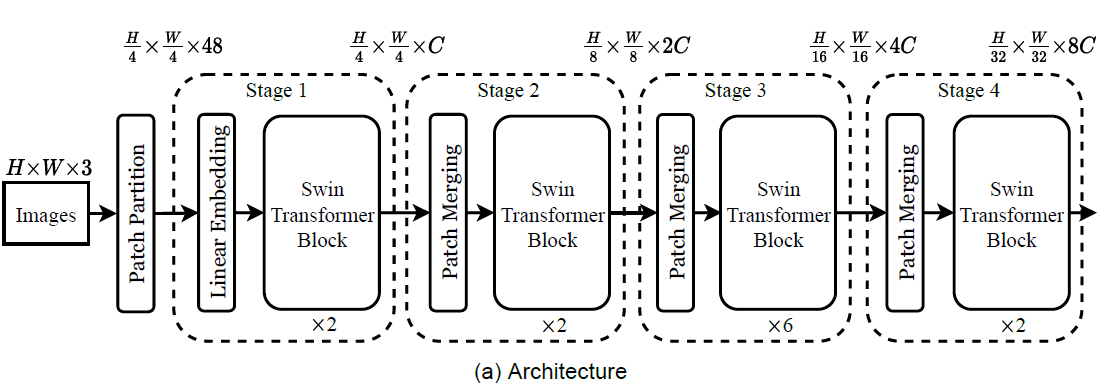 H/4 × W/4 × 48
H/4 × W/4 × C
H/8 × W/8 × 2C
H/16 × W/16 × 4C
H/32 × W/32 × 8C
Stage 1
Stage 2
Stage 3
Stage 4
H×W×3
Images
Patch Partition
Linear Embedding
Swin
Transformer
Block
×2
Patch Merging
Swin
Transformer
Block
×2
Patch Merging
Swin
Transformer
Block
×6
Patch Merging
Swin
Transformer
Block
×2
(a) Architecture